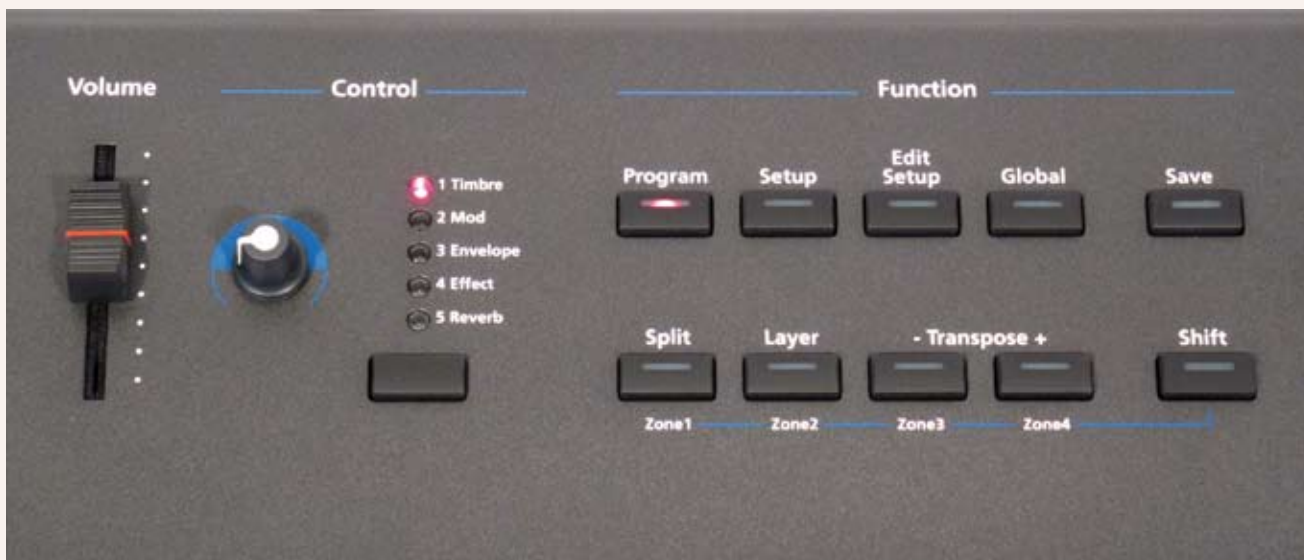 Volume
Control
Function
1 Timbre
2 Mod
3 Envelope
4 Effect
5 Reverb
Program
Setup
Edit
Setup
Global
Save
Split
Layer
- Transpose +
Shift
Zone1
Zone2
Zone3
Zone4